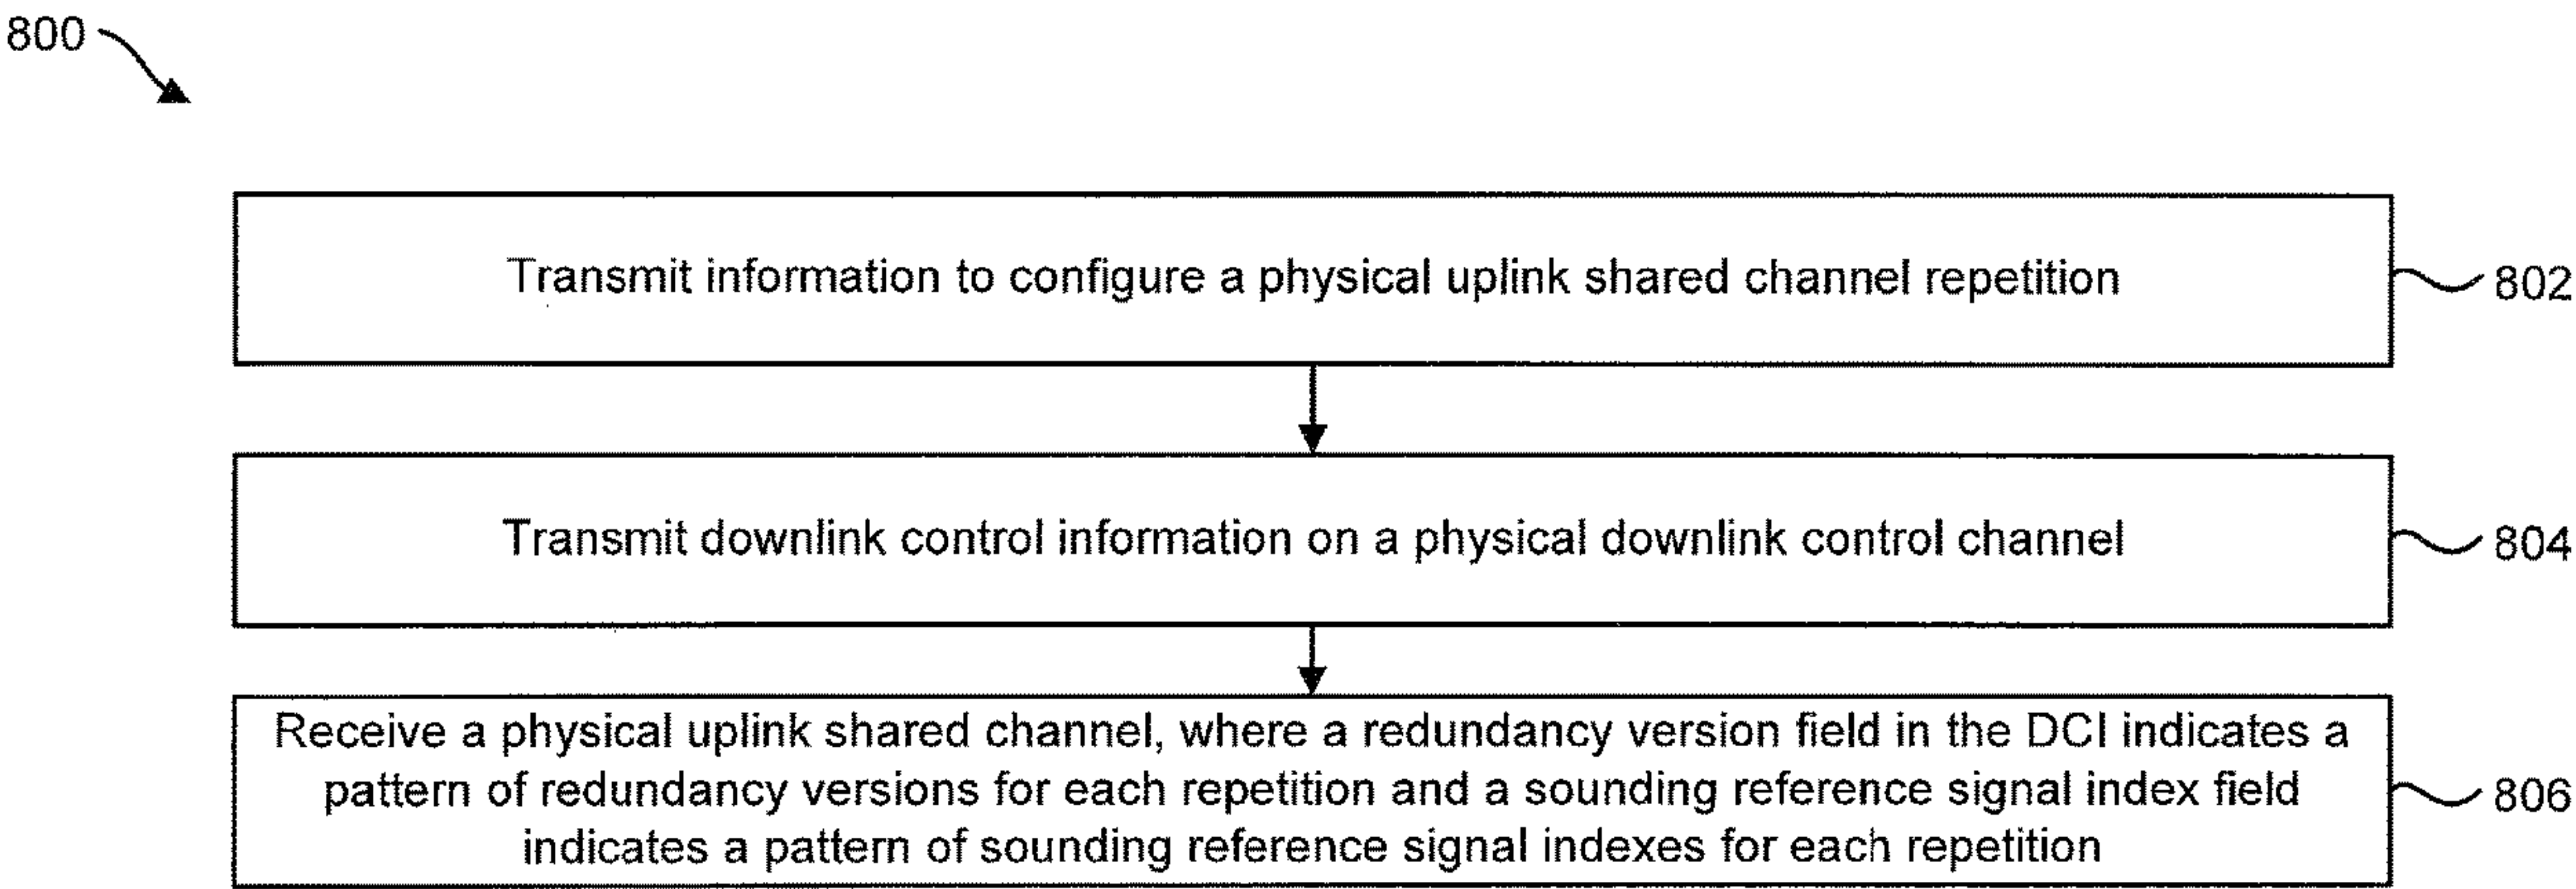 800
Transmit information to configure a physical uplink shared channel repetition
802
Transmit downlink control information on a physical downlink control channel
804
Receive a physical uplink shared channel, where a redundancy version field in the DCI indicates a
pattern of redundancy versions for each repetition and a sounding reference signal index field
indicates a pattern of sounding reference signal indexes for each repetition
806